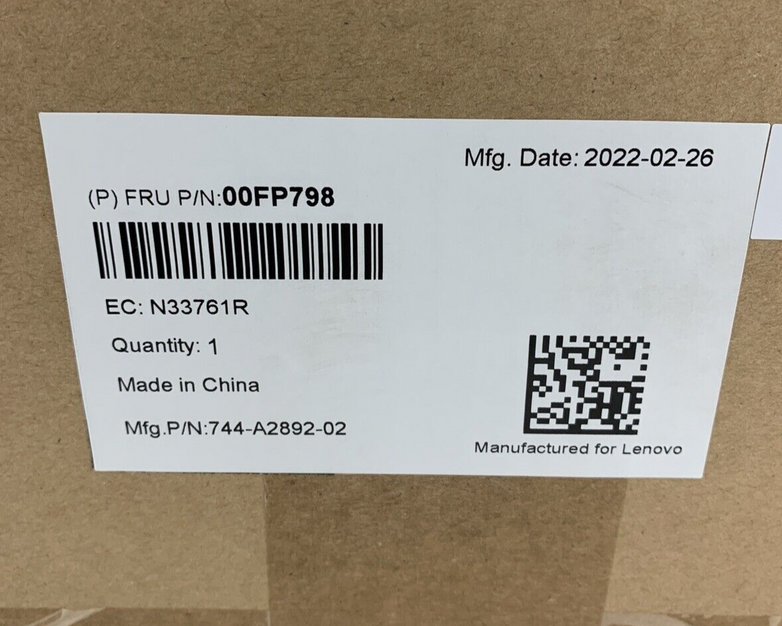 Mfg. Date: 2022-02-26
(P) FRU P/N:00FP798
EC: N33761R
Quantity: 1
Made in China
Mfg.P/N:744-A2892-02
Manufactured for Lenovo